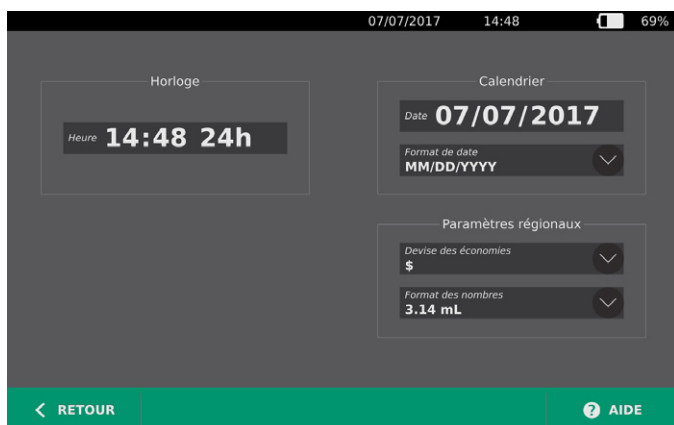 07/07/2017 14:48 69%
Horloge
Heure 14:48 24h
Calendrier
Date 07/07/2017
Format de date
MM/DD/YYYY
Paramètres régionaux
Devise des économies
$
Format des nombres
3.14 mL
RETOUR
? AIDE